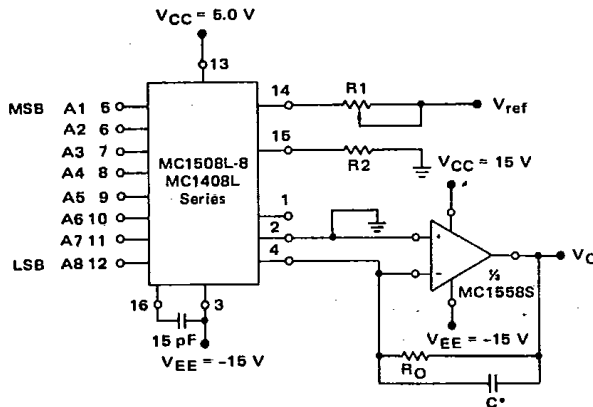 VCC = 5.0 V
13
MSB A1 5
A2 6
A3 7
A4 8
A5 9
A6 10
A7 11
LSB A8 12
MC1508L-8
MC1408L
Series
14
R1
Vref
15
R2
1
2
4
VCC = 15 V
+
−
VO
½
MC1558S
VEE = -15 V
RO
C*
16
3
15 pF
VEE = -15 V